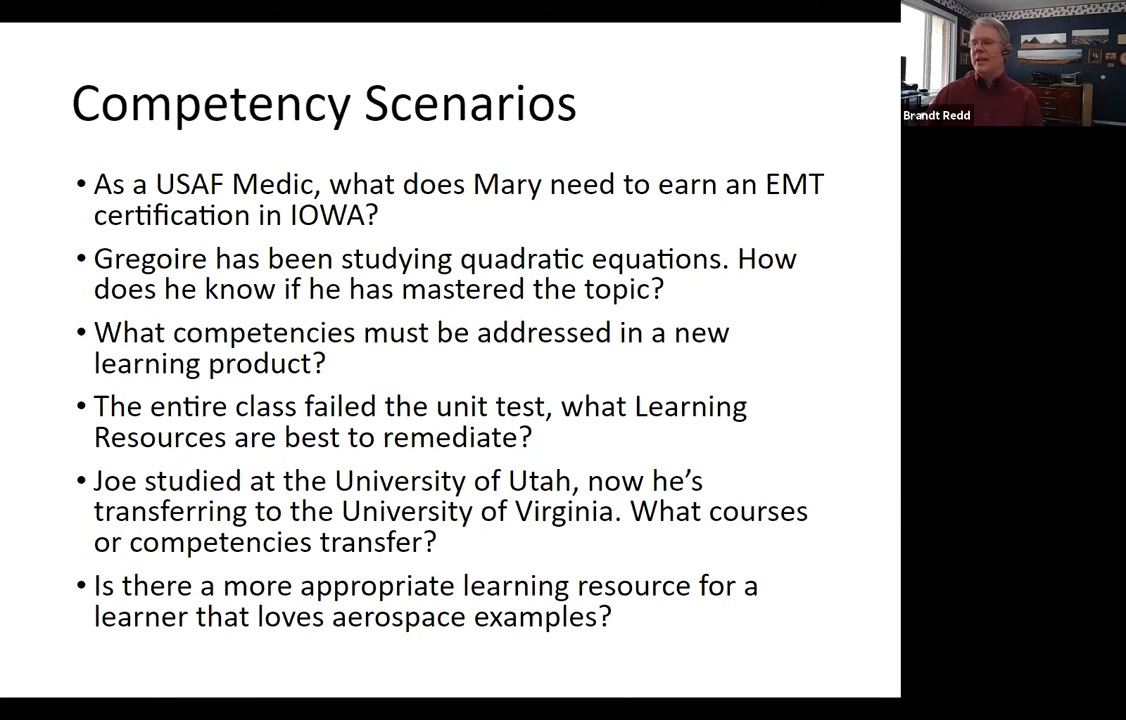 Competency Scenarios
• As a USAF Medic, what does Mary need to earn an EMT
certification in IOWA?
• Gregoire has been studying quadratic equations. How
does he know if he has mastered the topic?
• What competencies must be addressed in a new
learning product?
• The entire class failed the unit test, what Learning
Resources are best to remediate?
• Joe studied at the University of Utah, now he’s
transferring to the University of Virginia. What courses
or competencies transfer?
• Is there a more appropriate learning resource for a
learner that loves aerospace examples?
Brandt Redd